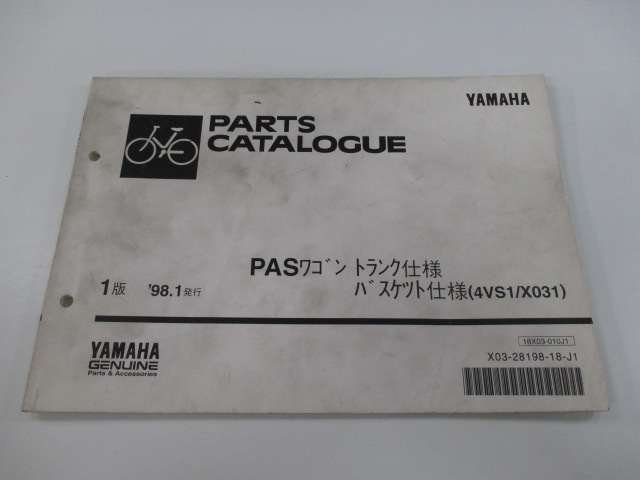 YAMAHA
PARTS
CATALOGUE
PASワゴン トランク仕様
バスケット仕様(4VS1/X031)
1版 '98.1発行
YAMAHA
GENUINE
Parts & Accessories
1BX03-010J1
X03-28198-18-J1